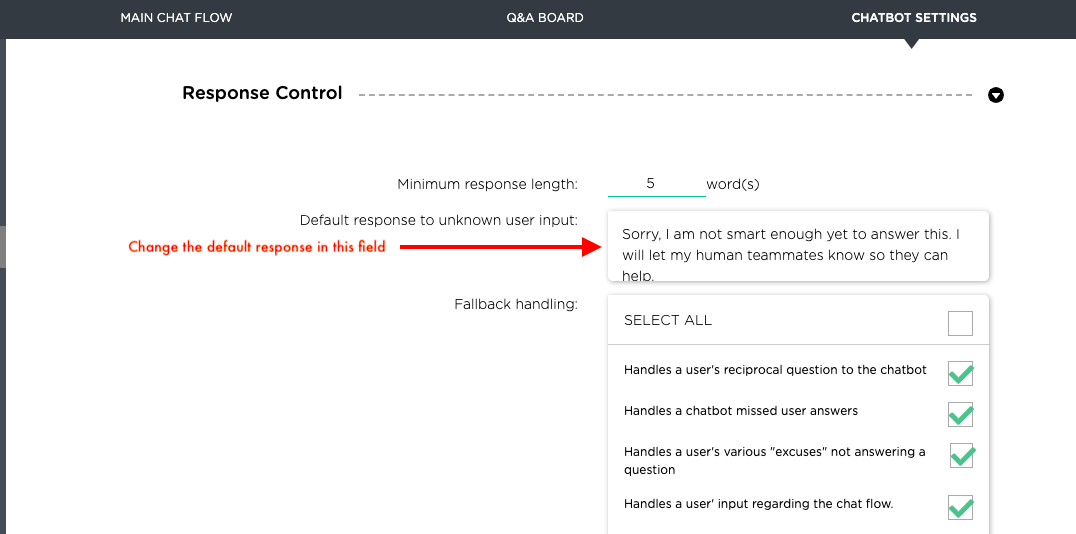 MAIN CHAT FLOW
Q&A BOARD
CHATBOT SETTINGS
Response Control
Minimum response length:
5
word(s)
Default response to unknown user input:
Change the default response in this field
Sorry, I am not smart enough yet to answer this. I
will let my human teammates know so they can
help.
Fallback handling:
SELECT ALL
Handles a user's reciprocal question to the chatbot
Handles a chatbot missed user answers
Handles a user's various "excuses" not answering a
question
Handles a user' input regarding the chat flow.